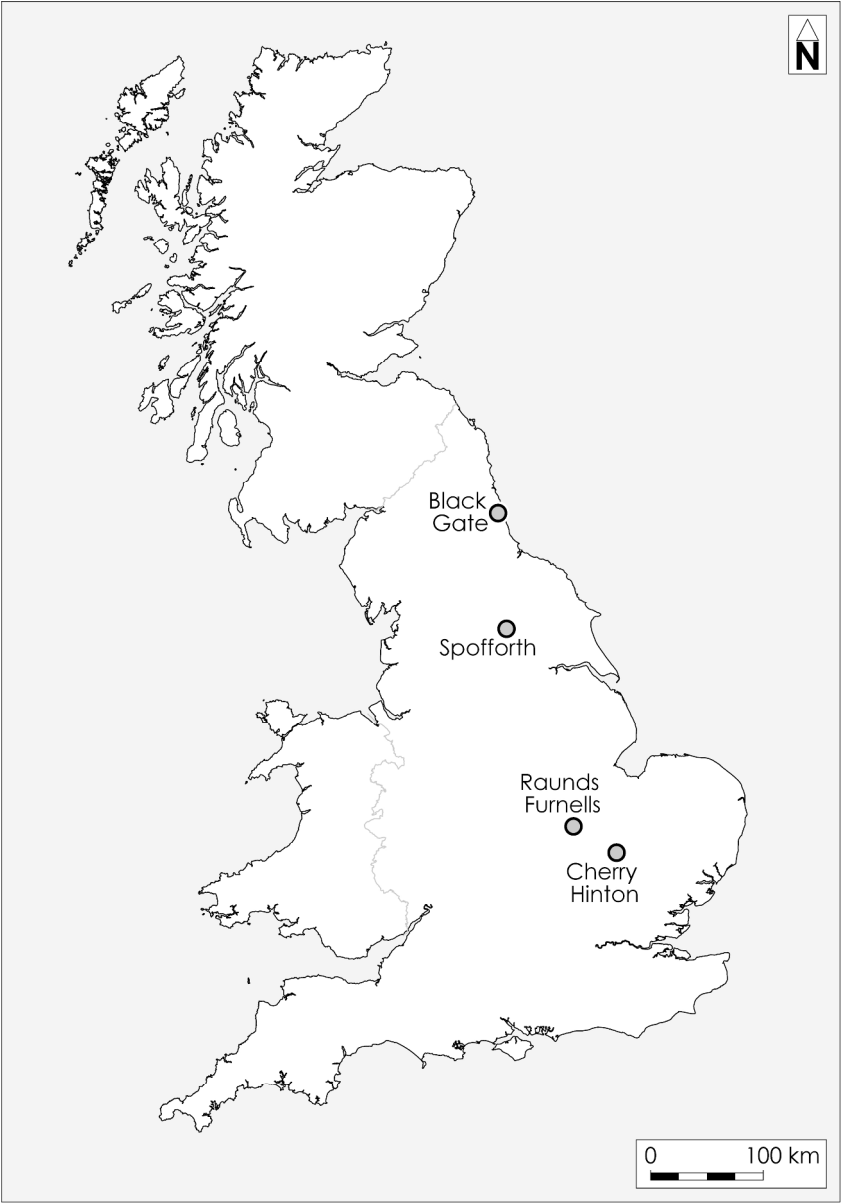 N
Black
Gate
Spofforth
Raunds
Furnells
Cherry
Hinton
0 100 km